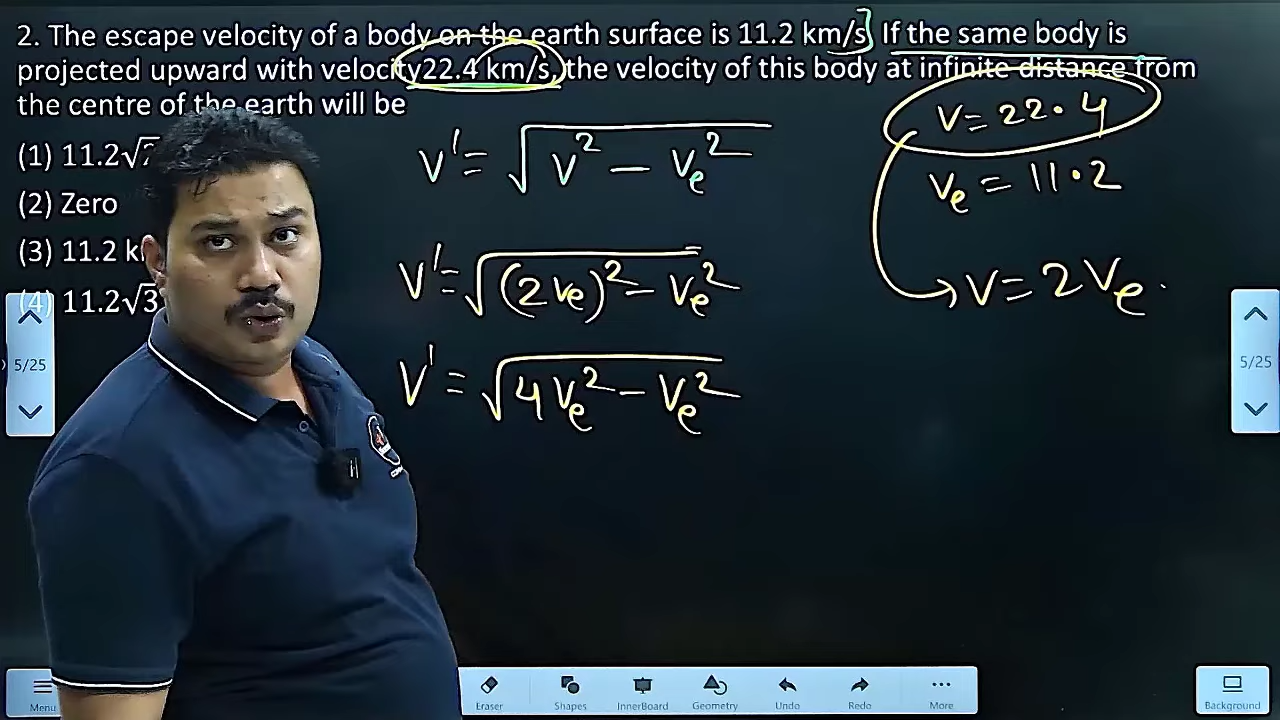 2. The escape velocity of a body on the earth surface is 11.2 km/s] If the same body is
projected upward with velocity22.4 km/s, the velocity of this body at infinite distance from
the centre of the earth will be
(1) 11.2√
(2) Zero
(3) 11.2 k
(4) 11.2√3
v' = √v² - vₑ²
v' = √(2vₑ)² - vₑ²
v' = √4vₑ² - vₑ²
v = 22.4
vₑ = 11.2
v = 2vₑ
5/25
5/25
Menu
Eraser
Shapes
InnerBoard
Geometry
Undo
Redo
More
Background